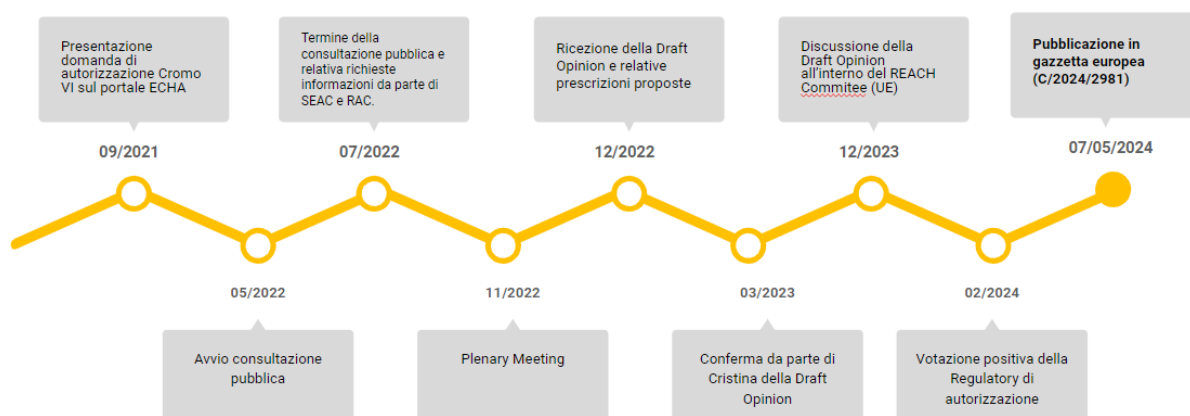 Presentazione
domanda di
autorizzazione Cromo
VI sul portale ECHA
09/2021
Termine della
consultazione pubblica e
relativa richieste
informazioni da parte di
SEAC e RAC.
07/2022
Ricezione della Draft
Opinion e relative
prescrizioni proposte
12/2022
Discussione della
Draft Opinion
all'interno del REACH
Commitee (UE)
12/2023
Pubblicazione in
gazzetta europea
(C/2024/2981)
07/05/2024
05/2022
Avvio consultazione
pubblica
11/2022
Plenary Meeting
03/2023
Conferma da parte di
Cristina della Draft
Opinion
02/2024
Votazione positiva della
Regulatory di
autorizzazione